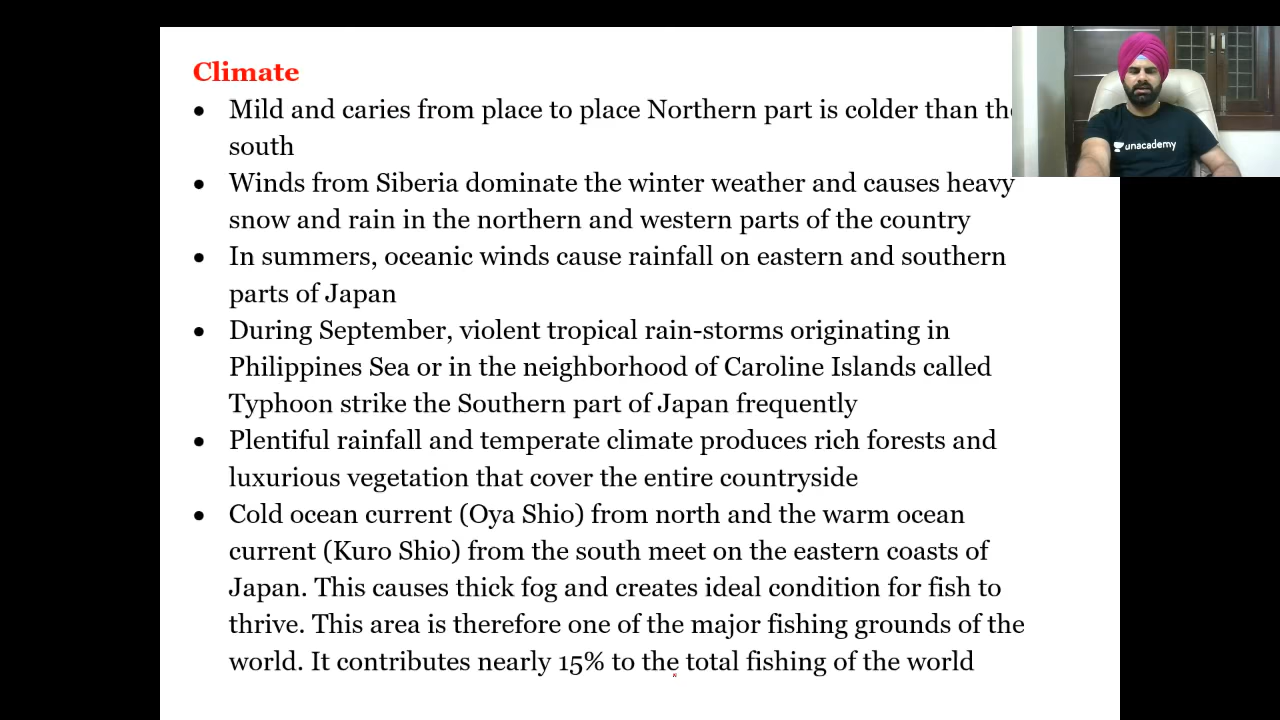 Climate
• Mild and caries from place to place Northern part is colder than the
south
• Winds from Siberia dominate the winter weather and causes heavy
snow and rain in the northern and western parts of the country
• In summers, oceanic winds cause rainfall on eastern and southern
parts of Japan
• During September, violent tropical rain-storms originating in
Philippines Sea or in the neighborhood of Caroline Islands called
Typhoon strike the Southern part of Japan frequently
• Plentiful rainfall and temperate climate produces rich forests and
luxurious vegetation that cover the entire countryside
• Cold ocean current (Oya Shio) from north and the warm ocean
current (Kuro Shio) from the south meet on the eastern coasts of
Japan. This causes thick fog and creates ideal condition for fish to
thrive. This area is therefore one of the major fishing grounds of the
world. It contributes nearly 15% to the total fishing of the world
unacademy